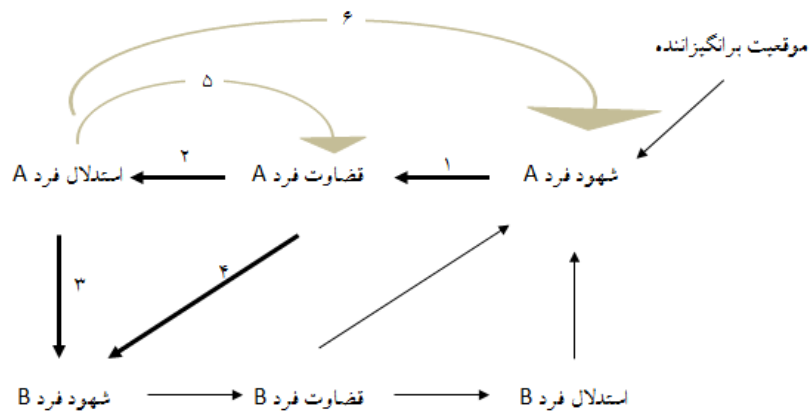 ۶
موقعیت برانگیزاننده
۵
شهود فرد A
۱
قضاوت فرد A
۲
استدلال فرد A
۳
۴
شهود فرد B
قضاوت فرد B
استدلال فرد B